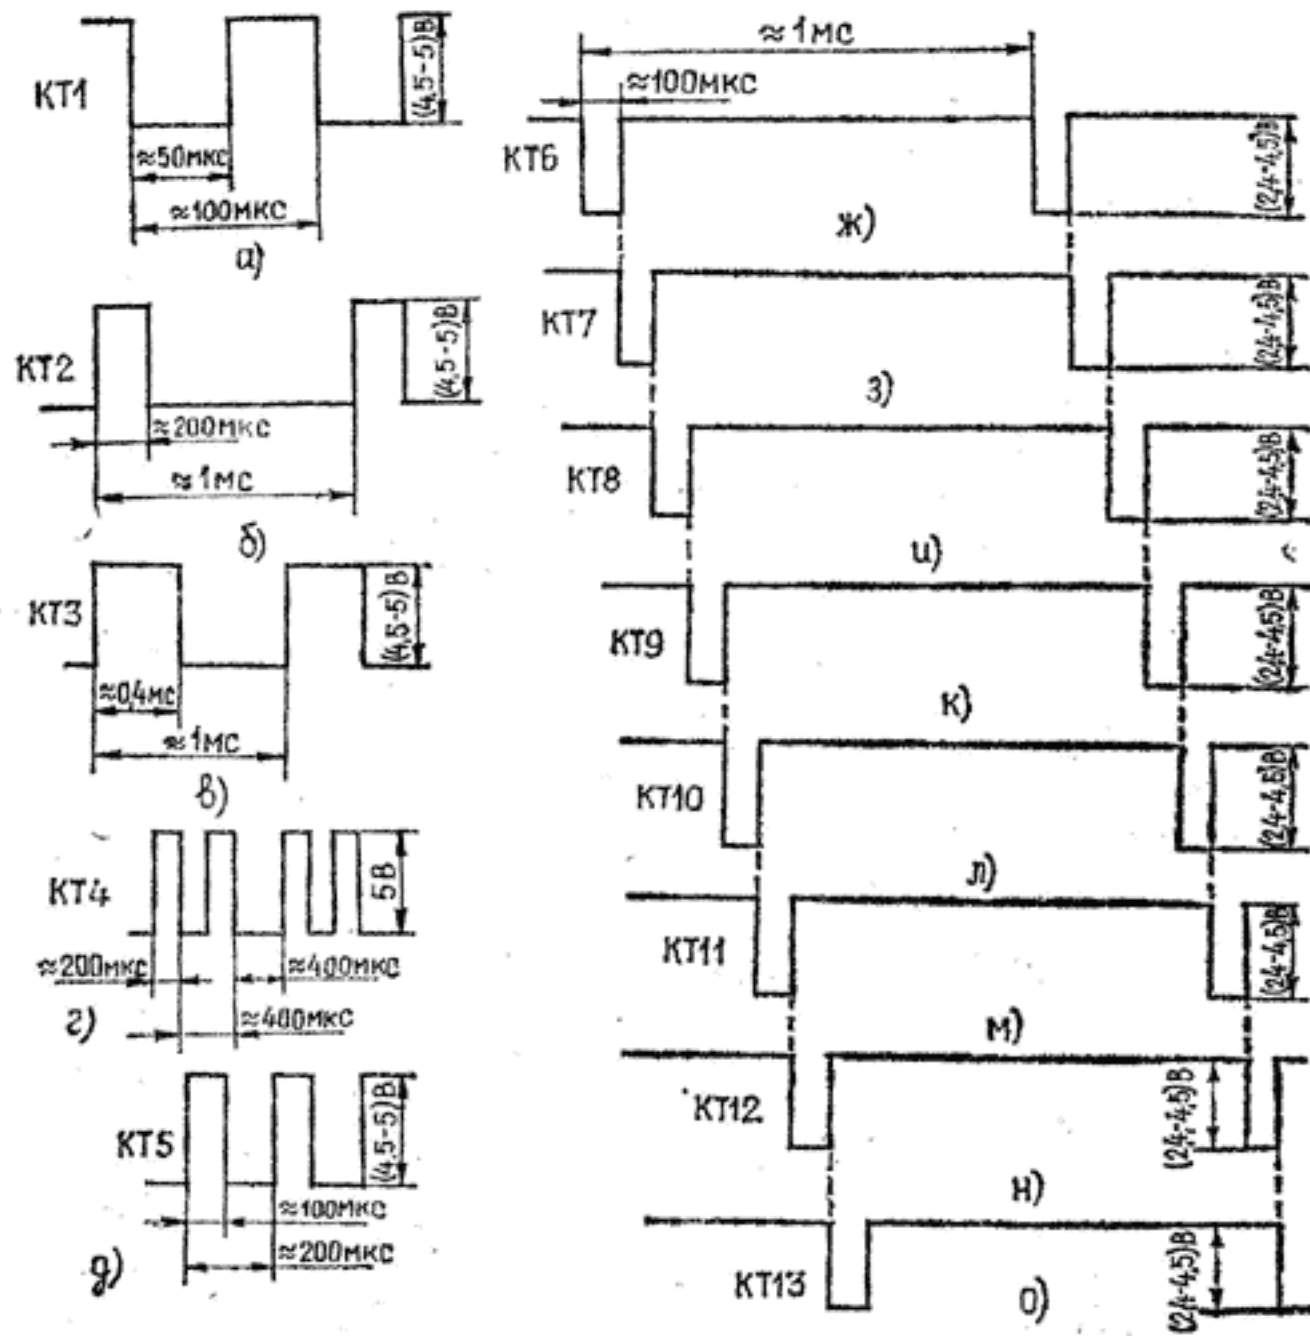 КТ1
(4,5-5)В
≈50мкс
≈100мкс
а)
КТ2
(4,5-5)В
≈200мкс
≈1мс
б)
КТ3
(4,5-5)В
≈0,4мс
≈1мс
в)
КТ4
5В
≈200мкс
≈400мкс
≈400мкс
г)
КТ5
(4,5-5)В
≈100мкс
≈200мкс
д)
≈1мс
≈100мкс
КТ6
(2,4-4,5)В
ж)
КТ7
(2,4-4,5)В
з)
КТ8
(2,4-4,5)В
и)
КТ9
(2,4-4,5)В
к)
КТ10
(2,4-4,5)В
л)
КТ11
(2,4-4,5)В
м)
КТ12
(2,4-4,5)В
н)
КТ13
(2,4-4,5)В
о)